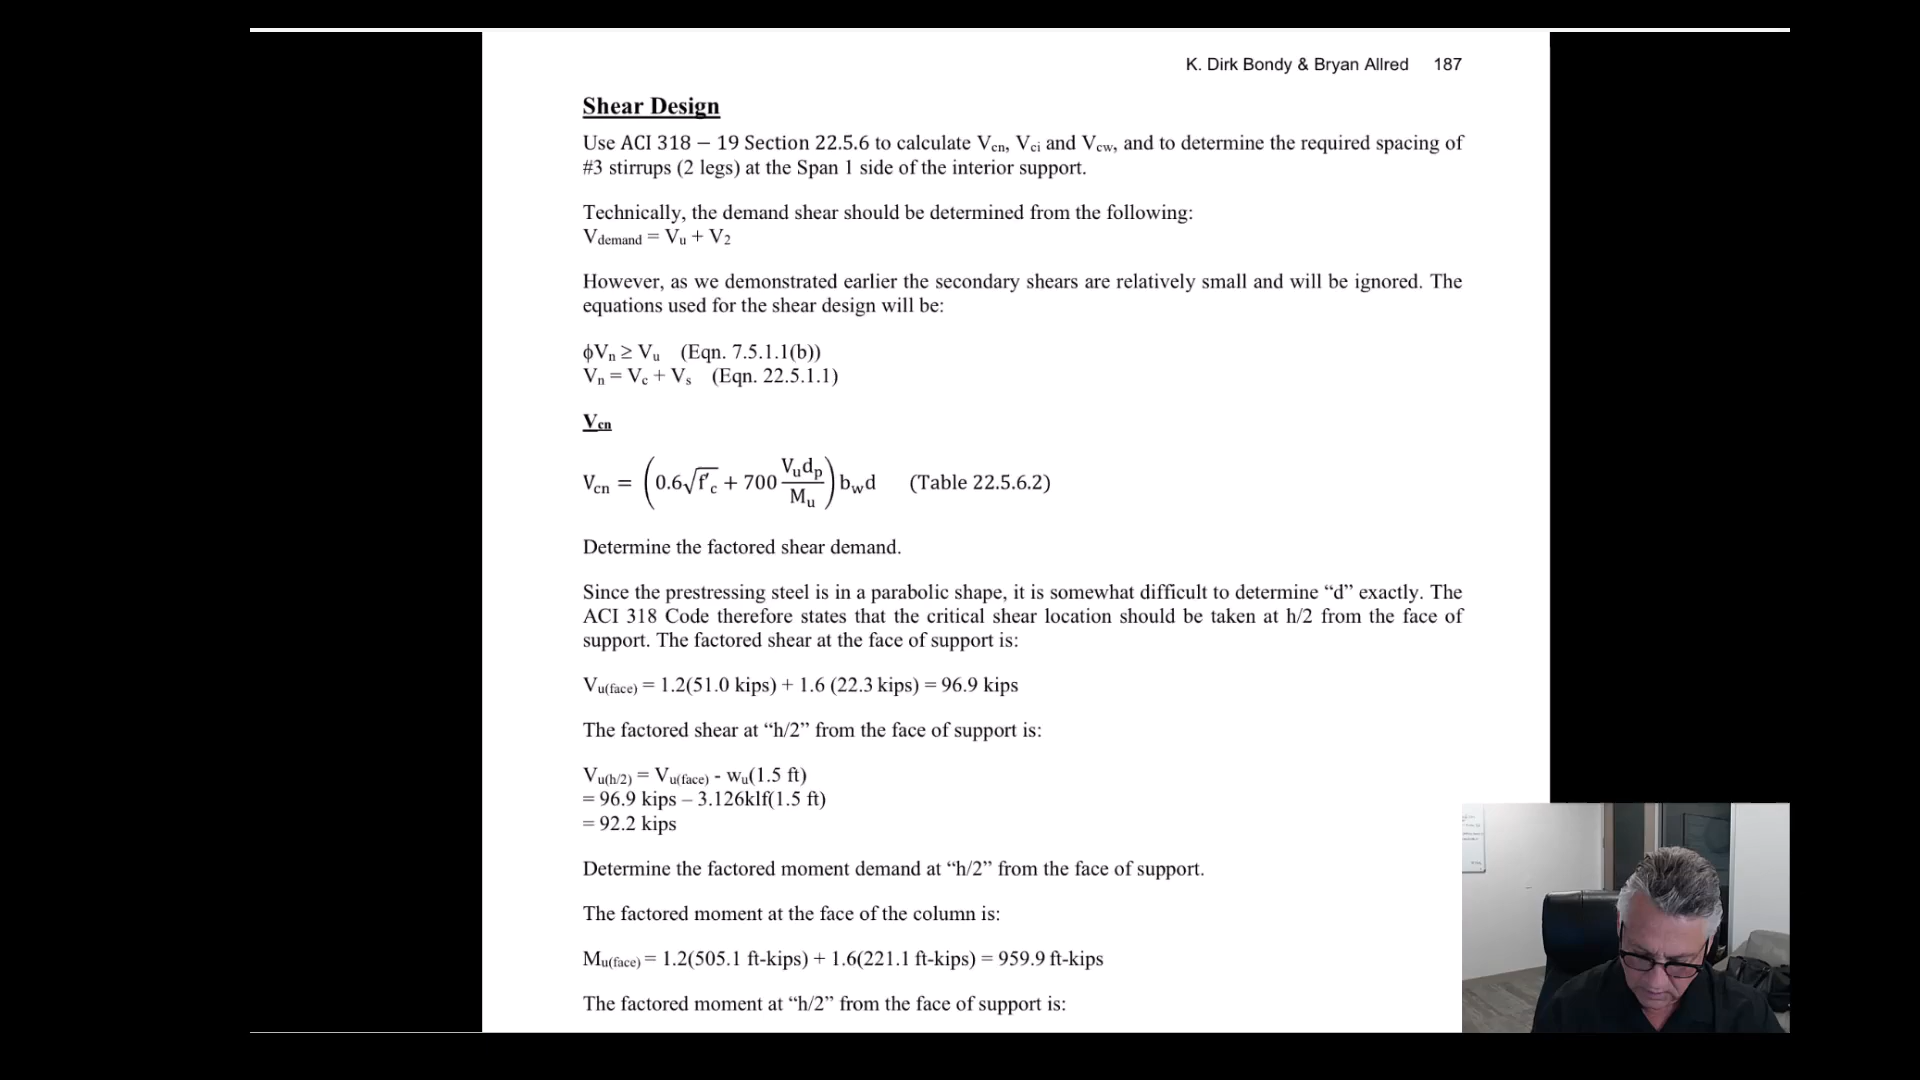 K. Dirk Bondy & Bryan Allred 187
Shear Design
Use ACI 318 – 19 Section 22.5.6 to calculate Vcn, Vci and Vcw, and to determine the required spacing of
#3 stirrups (2 legs) at the Span 1 side of the interior support.
Technically, the demand shear should be determined from the following:
Vdemand = Vu + V2
However, as we demonstrated earlier the secondary shears are relatively small and will be ignored. The
equations used for the shear design will be:
ϕVn ≥ Vu (Eqn. 7.5.1.1(b))
Vn = Vc + Vs (Eqn. 22.5.1.1)
Vcn
Vcn = (0.6√f'c + 700 Vudp/Mu) bwd (Table 22.5.6.2)
Determine the factored shear demand.
Since the prestressing steel is in a parabolic shape, it is somewhat difficult to determine “d” exactly. The
ACI 318 Code therefore states that the critical shear location should be taken at h/2 from the face of
support. The factored shear at the face of support is:
Vu(face) = 1.2(51.0 kips) + 1.6 (22.3 kips) = 96.9 kips
The factored shear at “h/2” from the face of support is:
Vu(h/2) = Vu(face) - wu(1.5 ft)
= 96.9 kips – 3.126klf(1.5 ft)
= 92.2 kips
Determine the factored moment demand at “h/2” from the face of support.
The factored moment at the face of the column is:
Mu(face) = 1.2(505.1 ft-kips) + 1.6(221.1 ft-kips) = 959.9 ft-kips
The factored moment at “h/2” from the face of support is: